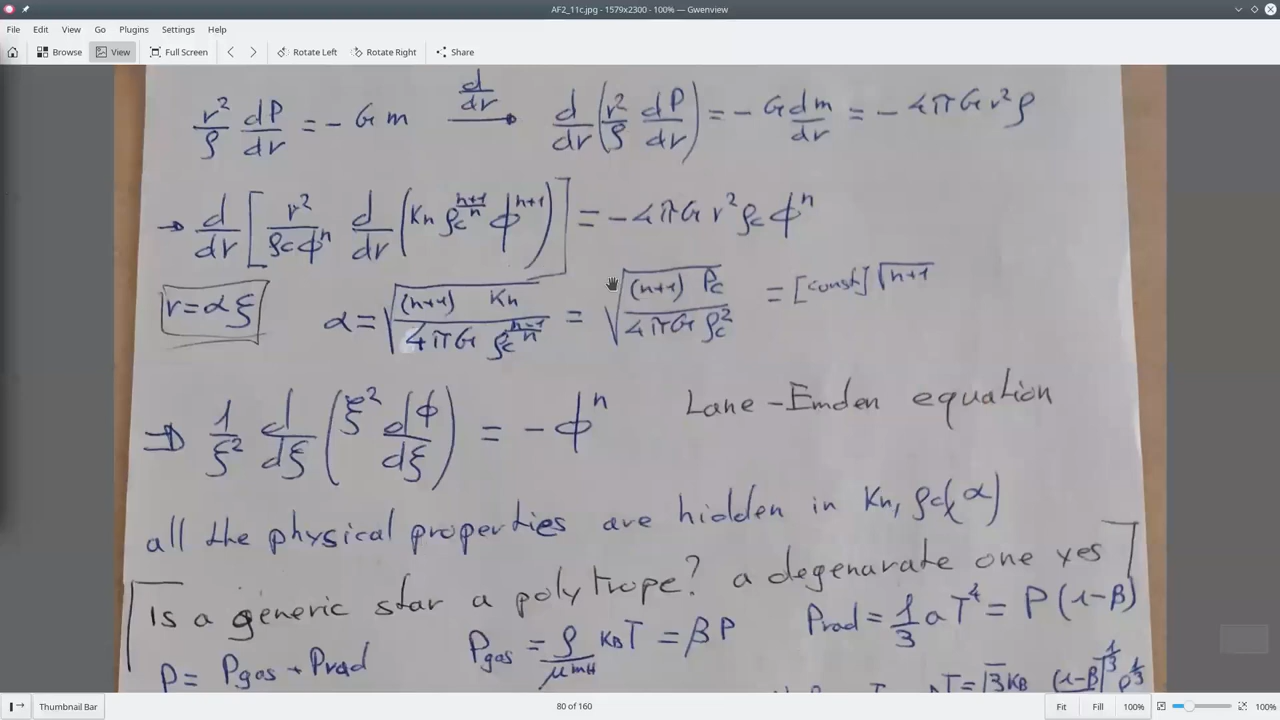 AF2_11c.jpg - 1579x2300 - 100% — Gwenview
File Edit View Go Plugins Settings Help
Browse View Full Screen Rotate Left Rotate Right Share
r²/ρ dP/dr = - G m d/dr → d/dr (r²/ρ dP/dr) = - G dm/dr = - 4πG r² ρ
→ d/dr [ r²/(ρc ϕⁿ) d/dr (Kn ρc^((n+1)/n) ϕⁿ⁺¹) ] = - 4πG r² ρc ϕⁿ
r = α ξ α = √((n+1) Kn / (4πG ρc^((n-1)/n))) = √((n+1) Pc / (4πG ρc²)) = [const] √(n+1)
⇒ 1/ξ² d/dξ (ξ² dϕ/dξ) = - ϕⁿ Lane-Emden equation
all the physical properties are hidden in Kn, ρc (α)
Is a generic star a polytrope? a degenarate one yes
P = Pgas + Prad Pgas = ρ/(μ mH) KB T = β P Prad = 1/3 a T⁴ = P (1-β)
Thumbnail Bar 80 of 160 Fit Fill 100% 100%